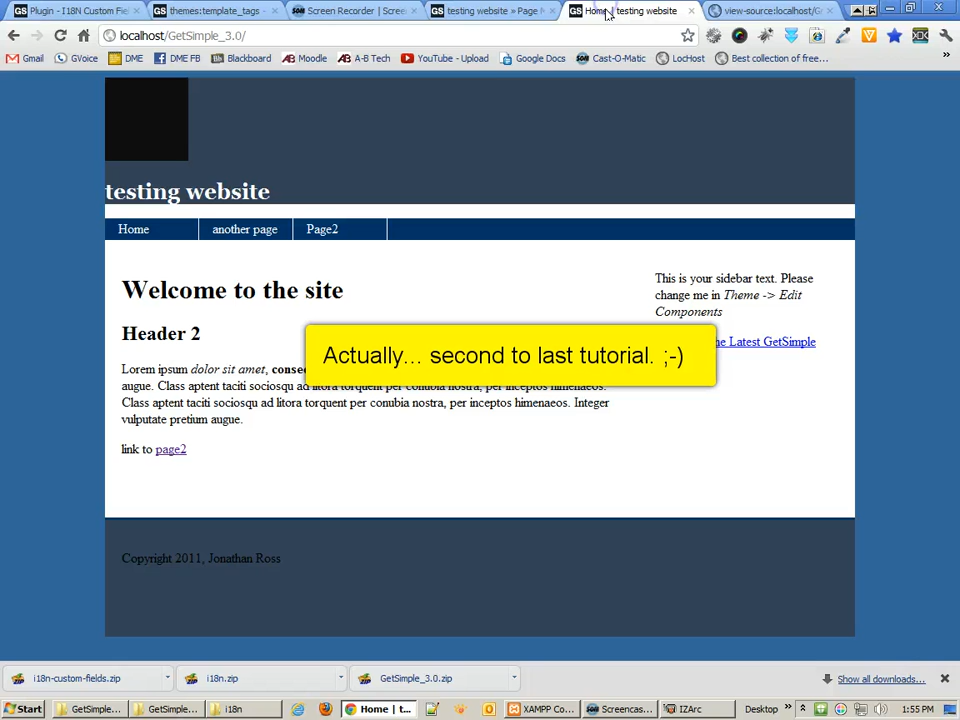 Plugin - I18N Custom Fiel
themes:template_tags -
Screen Recorder | Screen
testing website » Page M
Home | testing website
view-source:localhost/Ge
localhost/GetSimple_3.0/
Gmail
GVoice
DME
DME FB
Blackboard
Moodle
A-B Tech
YouTube - Upload
Google Docs
Cast-O-Matic
LocHost
Best collection of free...
testing website
Home
another page
Page2
Welcome to the site
This is your sidebar text. Please
change me in Theme -> Edit
Components
Header 2
Actually... second to last tutorial. ;-)
the Latest GetSimple
Lorem ipsum dolor sit amet,
augue. Class aptent taciti sociosqu ad litora torquent per conubia nostra, per inceptos himenaeos.
Class aptent taciti sociosqu ad litora torquent per conubia nostra, per inceptos himenaeos. Integer
vulputate pretium augue.
link to page2
Copyright 2011, Jonathan Ross
i18n-custom-fields.zip
i18n.zip
GetSimple_3.0.zip
Show all downloads...
Start
GetSimple...
GetSimple...
i18n
Home | t...
XAMPP Co...
Screencas...
IZArc
Desktop
1:55 PM